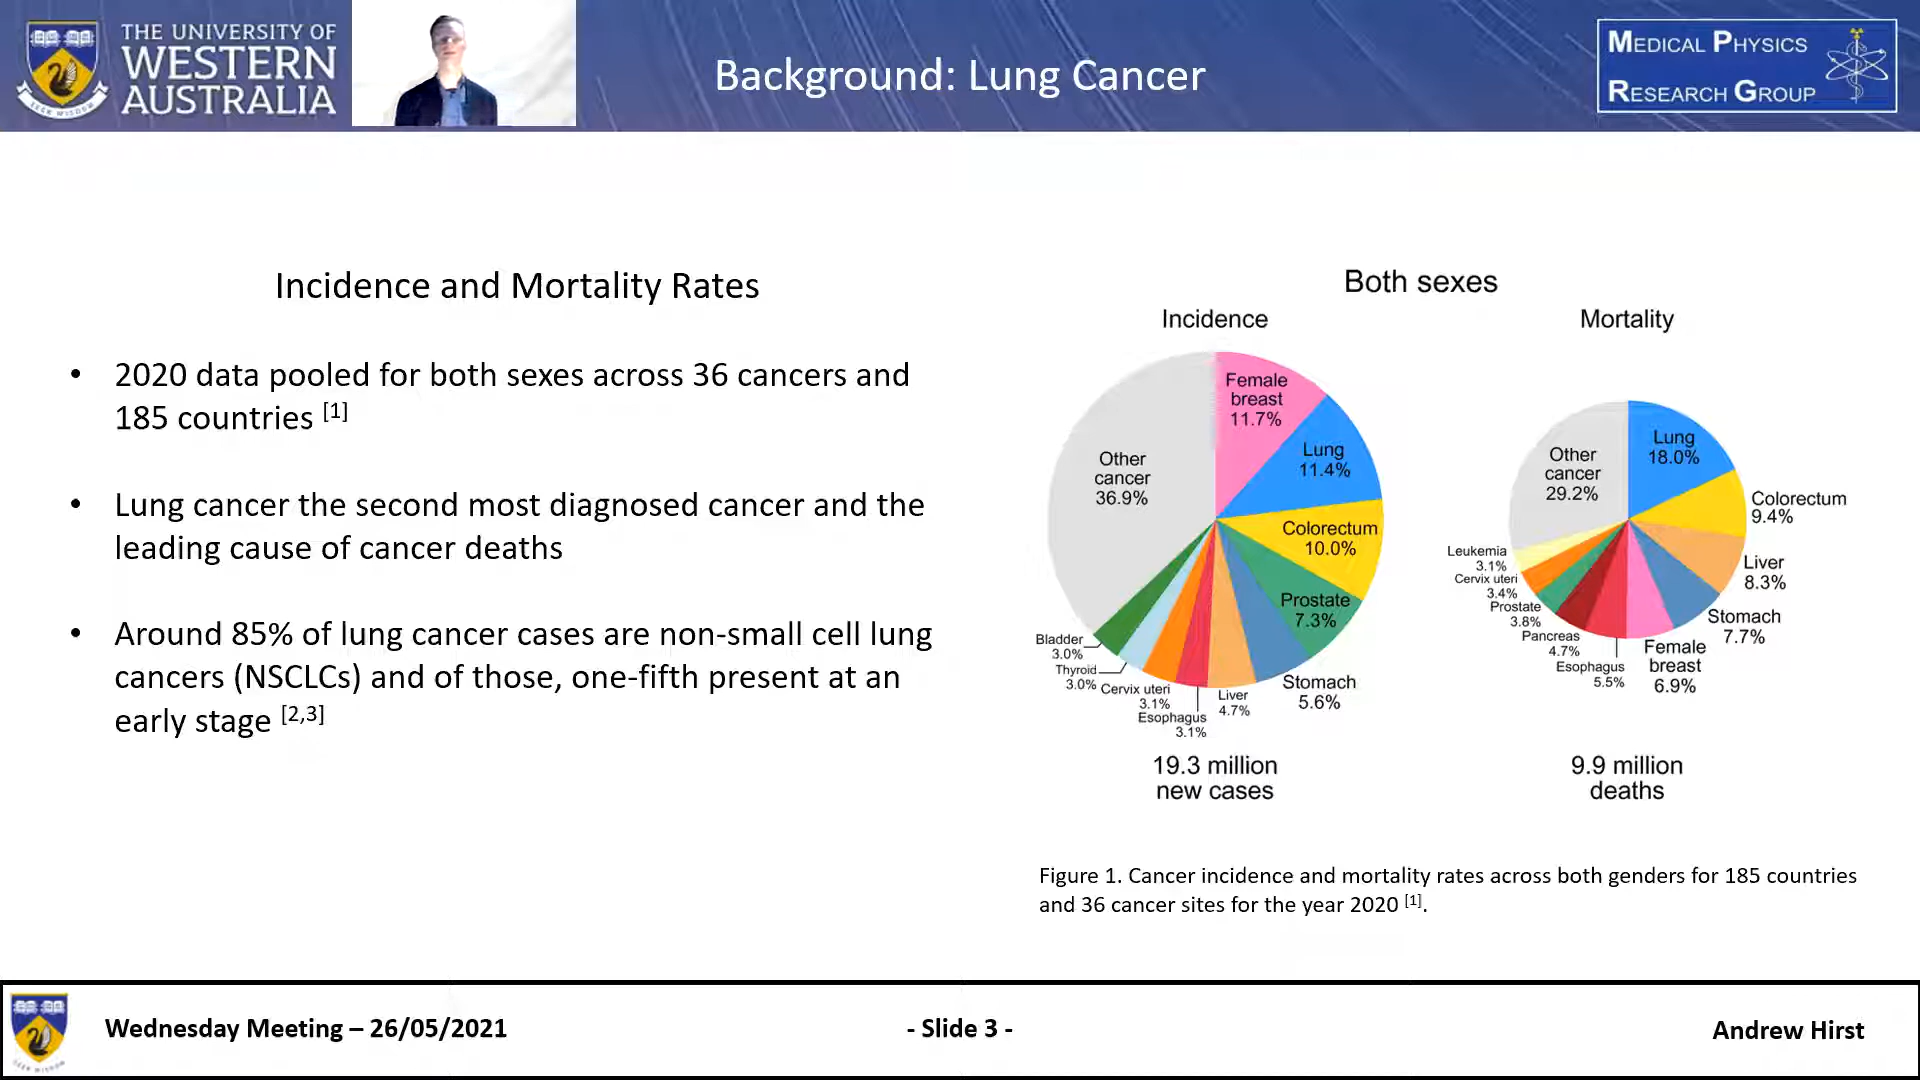 THE UNIVERSITY OF
WESTERN
AUSTRALIA
Background: Lung Cancer
MEDICAL PHYSICS
RESEARCH GROUP
Incidence and Mortality Rates
• 2020 data pooled for both sexes across 36 cancers and
185 countries [1]
• Lung cancer the second most diagnosed cancer and the
leading cause of cancer deaths
• Around 85% of lung cancer cases are non-small cell lung
cancers (NSCLCs) and of those, one-fifth present at an
early stage [2,3]
Both sexes
Incidence
Female
breast
11.7%
Lung
11.4%
Colorectum
10.0%
Prostate
7.3%
Stomach
5.6%
Liver
4.7%
Esophagus
3.1%
Cervix uteri
3.1%
Thyroid
3.0%
Bladder
3.0%
Other
cancer
36.9%
19.3 million
new cases
Mortality
Lung
18.0%
Colorectum
9.4%
Liver
8.3%
Stomach
7.7%
Female
breast
6.9%
Esophagus
5.5%
Pancreas
4.7%
Prostate
3.8%
Cervix uteri
3.4%
Leukemia
3.1%
Other
cancer
29.2%
9.9 million
deaths
Figure 1. Cancer incidence and mortality rates across both genders for 185 countries
and 36 cancer sites for the year 2020 [1].
Wednesday Meeting – 26/05/2021
- Slide 3 -
Andrew Hirst